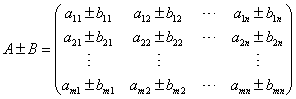 A ± B = ( a11 ± b11 a12 ± b12 ⋯ a1n ± b1n
a21 ± b21 a22 ± b22 ⋯ a2n ± b2n
⋮ ⋮ ⋮
am1 ± bm1 am2 ± bm2 ⋯ amn ± bmn )